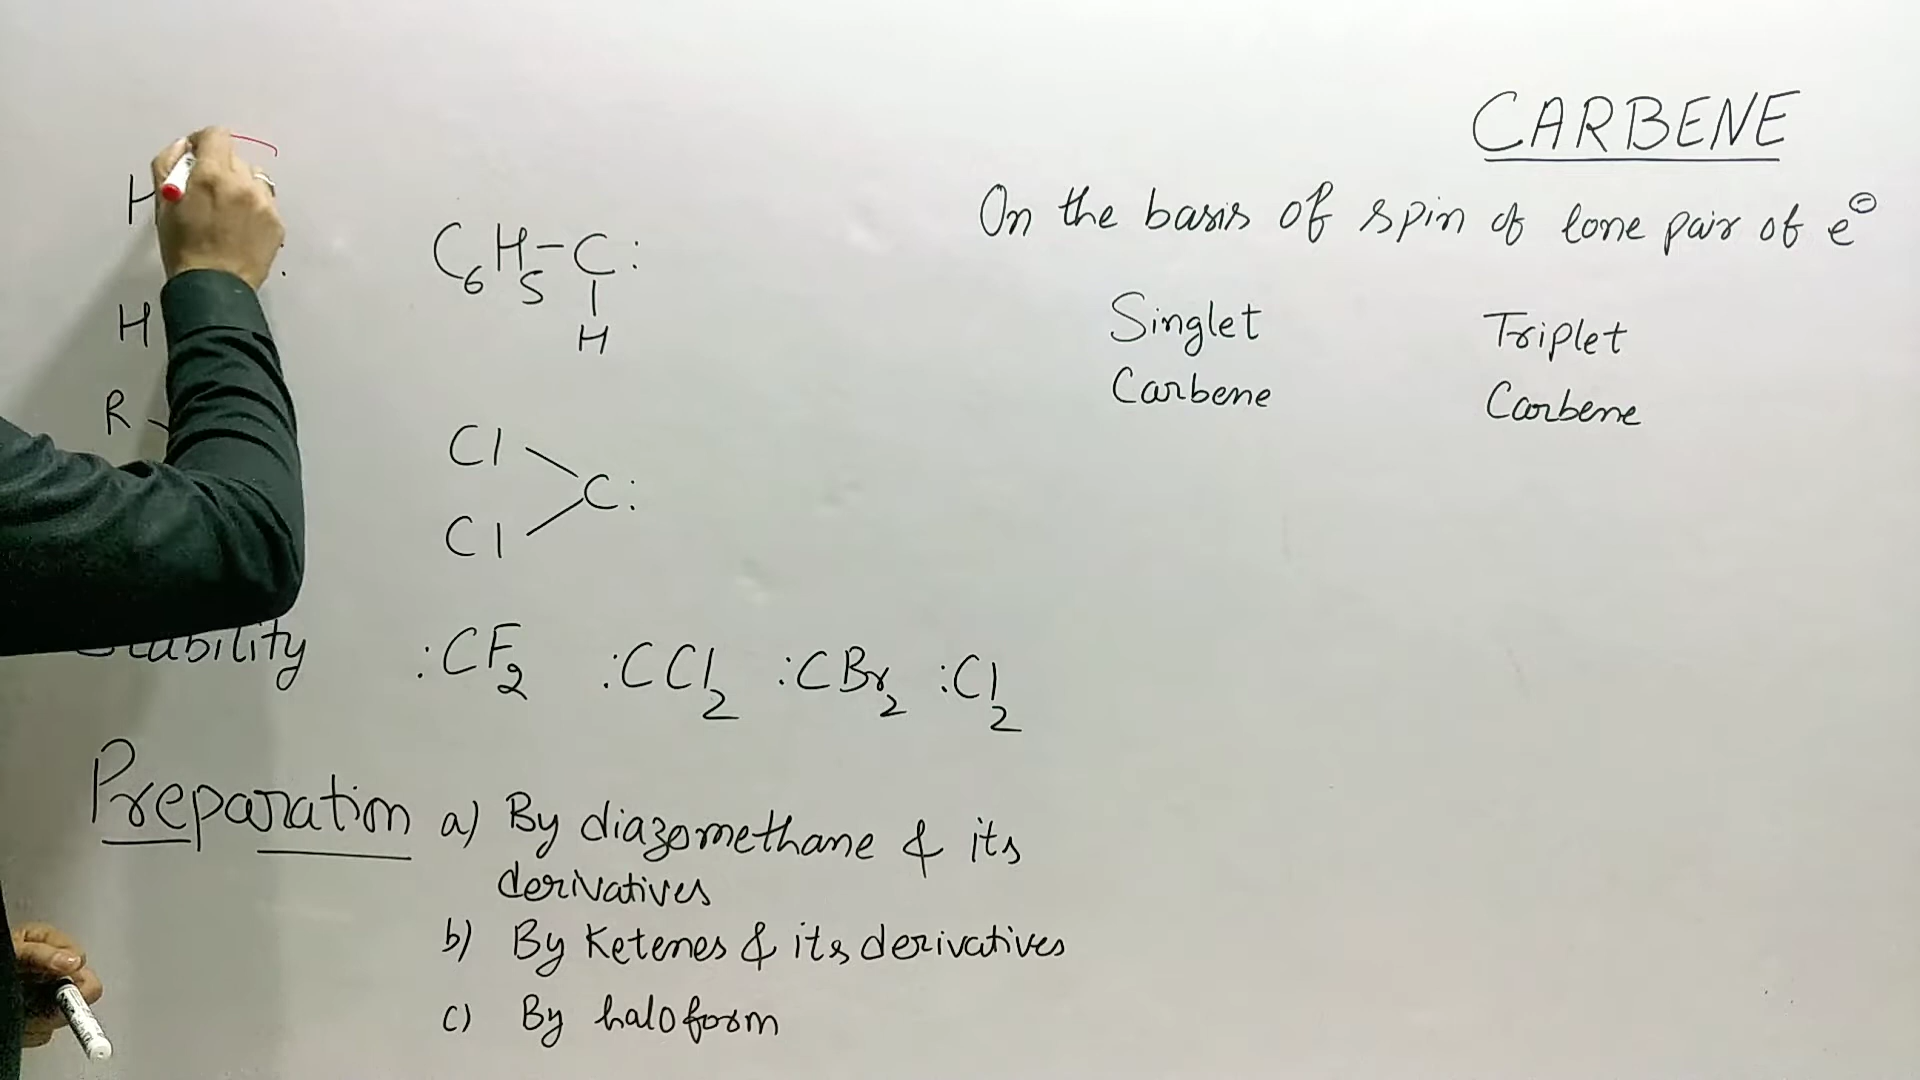 CARBENE
On the basis of spin of lone pair of e⊖
Singlet
Carbene
Triplet
Carbene
H
H
R
C6H5-C:
H
Cl
C:
Cl
Stability :CF2 :CCl2 :CBr2 :Cl2
Preparation a) By diazomethane & its
derivatives
b) By Ketenes & its derivatives
c) By haloform